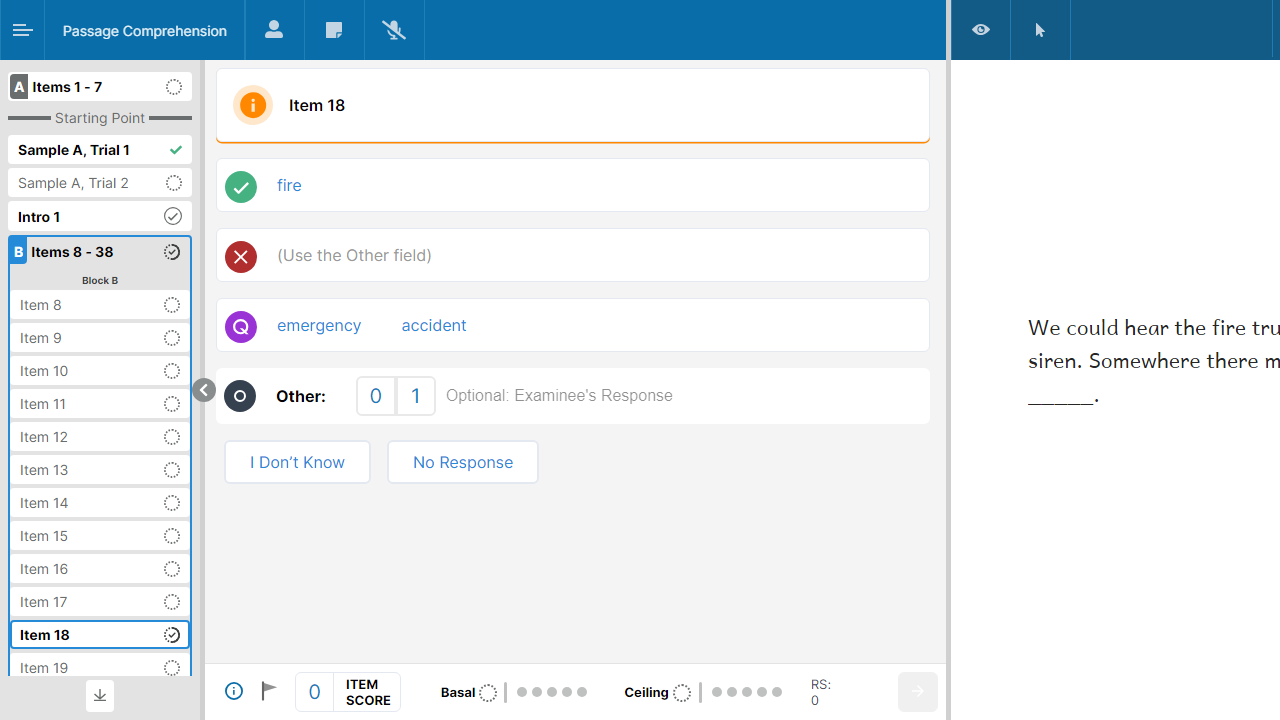 Passage Comprehension
A Items 1 - 7
Starting Point
Sample A, Trial 1
Sample A, Trial 2
Intro 1
B Items 8 - 38
Block B
Item 8
Item 9
Item 10
Item 11
Item 12
Item 13
Item 14
Item 15
Item 16
Item 17
Item 18
Item 19
Item 18
fire
(Use the Other field)
Q emergency accident
O Other: 0 1 Optional: Examinee's Response
I Don’t Know No Response
0 ITEM SCORE
Basal
Ceiling
RS:
0
We could hear the fire tru
siren. Somewhere there m
_____.